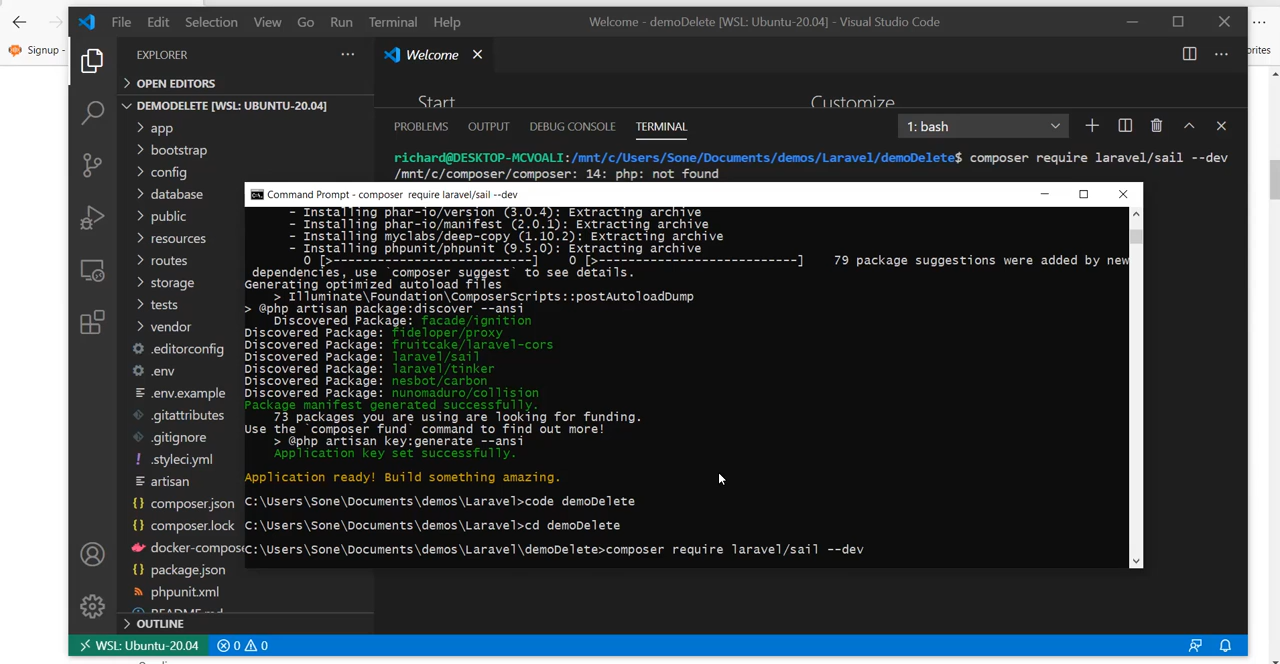 File Edit Selection View Go Run Terminal Help
Welcome - demoDelete [WSL: Ubuntu-20.04] - Visual Studio Code
Signup -
orites
EXPLORER
OPEN EDITORS
DEMODELETE [WSL: UBUNTU-20.04]
app
bootstrap
config
database
public
resources
routes
storage
tests
vendor
.editorconfig
.env
.env.example
.gitattributes
.gitignore
.styleci.yml
artisan
composer.json
composer.lock
docker-compose
package.json
phpunit.xml
README.md
OUTLINE
Welcome
Start
Customize
PROBLEMS OUTPUT DEBUG CONSOLE TERMINAL
1: bash
richard@DESKTOP-MCVOALI:/mnt/c/Users/Sone/Documents/demos/Laravel/demoDelete$ composer require laravel/sail --dev
/mnt/c/composer/composer: 14: php: not found
Command Prompt - composer require laravel/sail --dev
- Installing phar-io/version (3.0.4): Extracting archive
- Installing phar-io/manifest (2.0.1): Extracting archive
- Installing myclabs/deep-copy (1.10.2): Extracting archive
- Installing phpunit/phpunit (9.5.0): Extracting archive
0 [>---------------------------] 0 [>---------------------------] 79 package suggestions were added by new
dependencies, use `composer suggest` to see details.
Generating optimized autoload files
> Illuminate\Foundation\ComposerScripts::postAutoloadDump
> @php artisan package:discover --ansi
Discovered Package: facade/ignition
Discovered Package: fideloper/proxy
Discovered Package: fruitcake/laravel-cors
Discovered Package: laravel/sail
Discovered Package: laravel/tinker
Discovered Package: nesbot/carbon
Discovered Package: nunomaduro/collision
Package manifest generated successfully.
73 packages you are using are looking for funding.
Use the `composer fund` command to find out more!
> @php artisan key:generate --ansi
Application key set successfully.
Application ready! Build something amazing.
C:\Users\Sone\Documents\demos\Laravel>code demoDelete
C:\Users\Sone\Documents\demos\Laravel>cd demoDelete
C:\Users\Sone\Documents\demos\Laravel\demoDelete>composer require laravel/sail --dev
WSL: Ubuntu-20.04
0
0